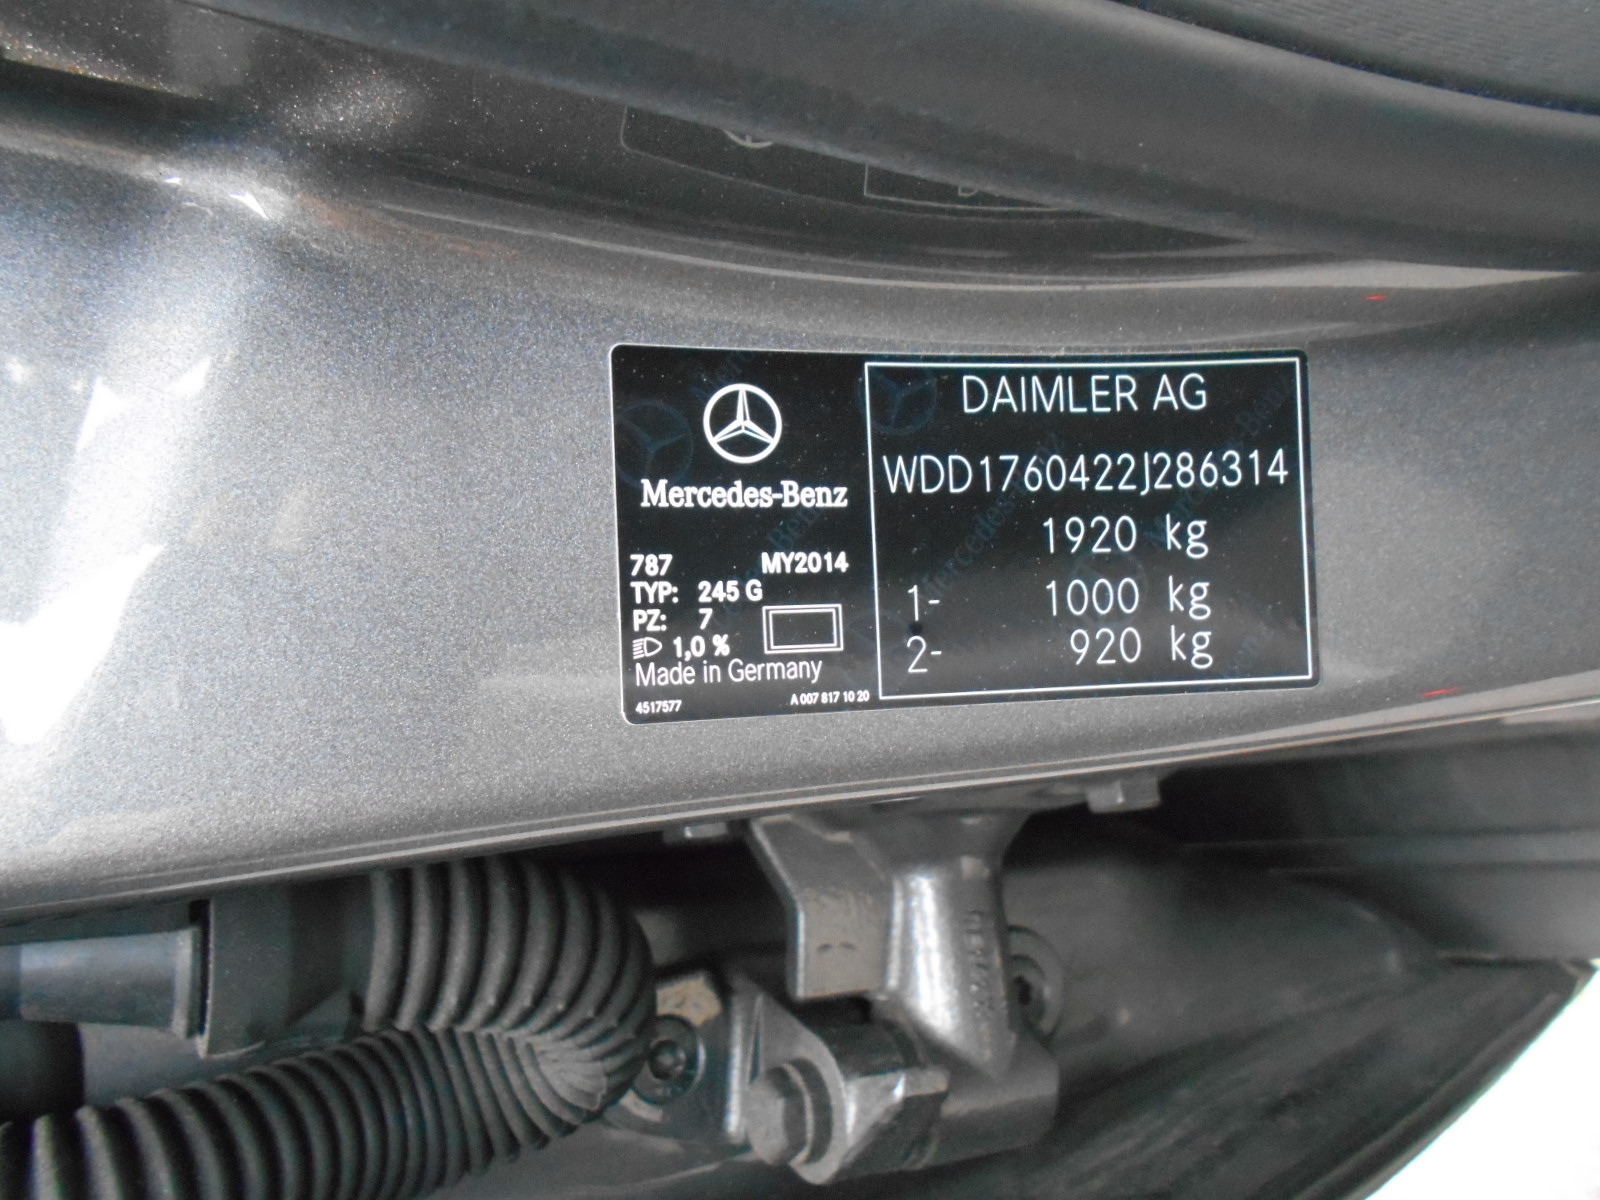 Mercedes-Benz
787 MY2014
TYP: 245 G
PZ: 7
1,0 %
Made in Germany
4517577 A 007 817 10 20
DAIMLER AG
WDD1760422J286314
1920 kg
1- 1000 kg
2- 920 kg